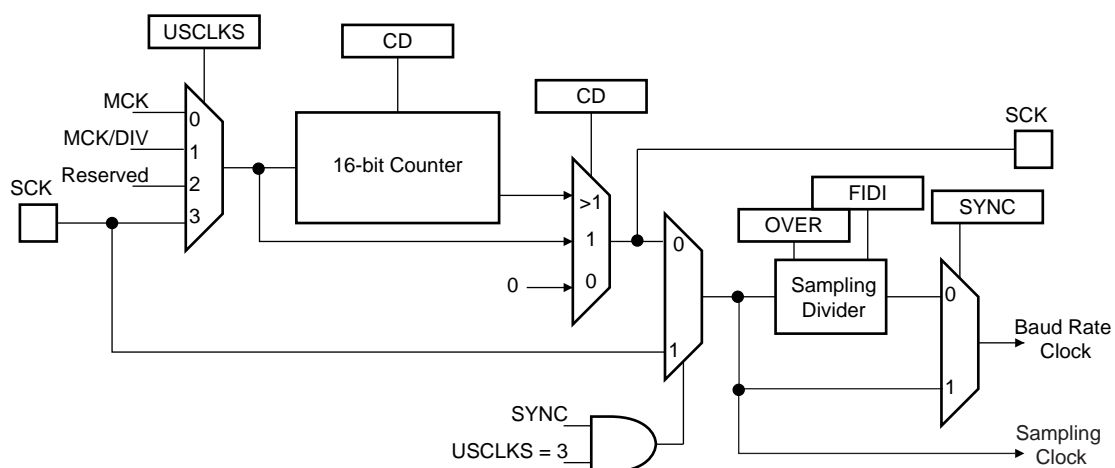 USCLKS
CD
CD
MCK
MCK/DIV
Reserved
SCK
0
1
2
3
16-bit Counter
>1
1
0
0
SCK
FIDI
OVER
SYNC
0
1
Sampling
Divider
0
1
Baud Rate
Clock
SYNC
USCLKS = 3
Sampling
Clock